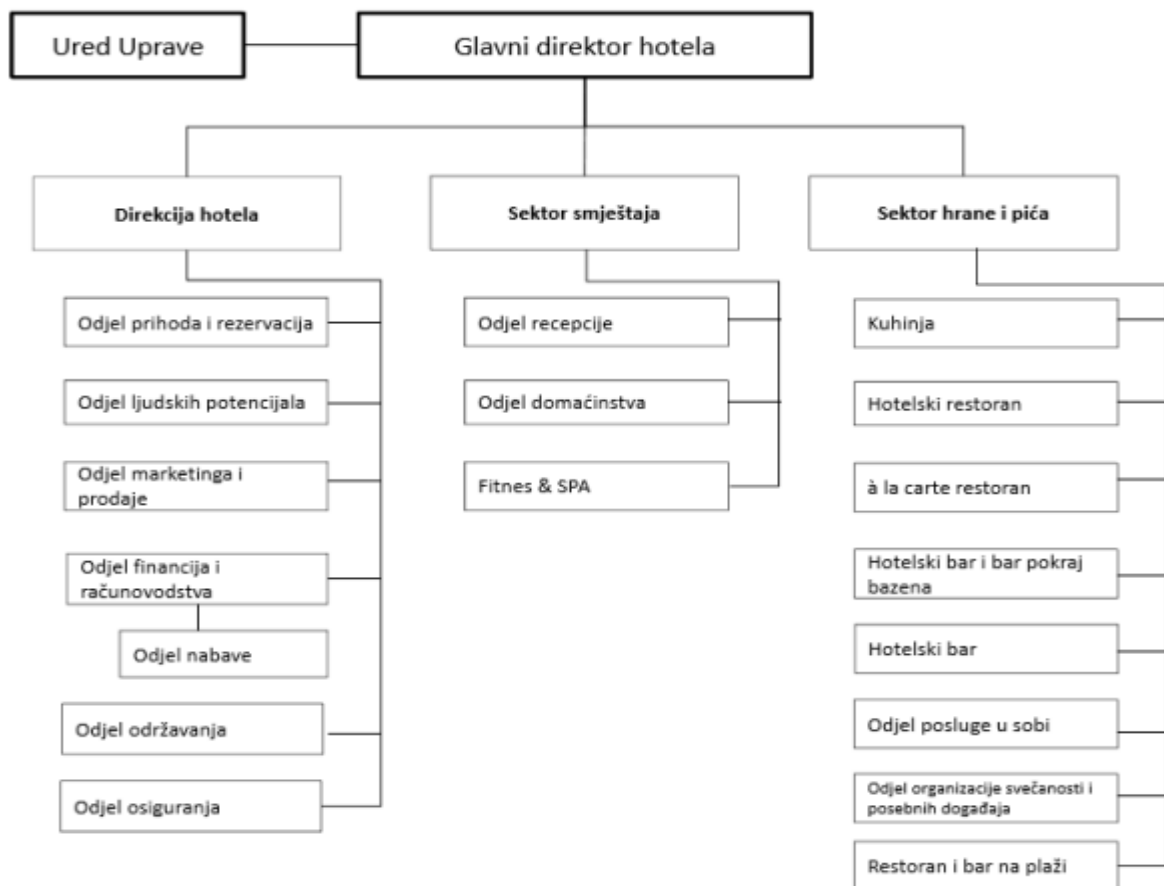 Ured Uprave
Glavni direktor hotela
Direkcija hotela
Sektor smještaja
Sektor hrane i pića
Odjel prihoda i rezervacija
Odjel ljudskih potencijala
Odjel marketinga i
prodaje
Odjel financija i
računovodstva
Odjel nabave
Odjel održavanja
Odjel osiguranja
Odjel recepcije
Odjel domaćinstva
Fitnes & SPA
Kuhinja
Hotelski restoran
à la carte restoran
Hotelski bar i bar pokraj
bazena
Hotelski bar
Odjel posluge u sobi
Odjel organizacije svečanosti i
posebnih događaja
Restoran i bar na plaži